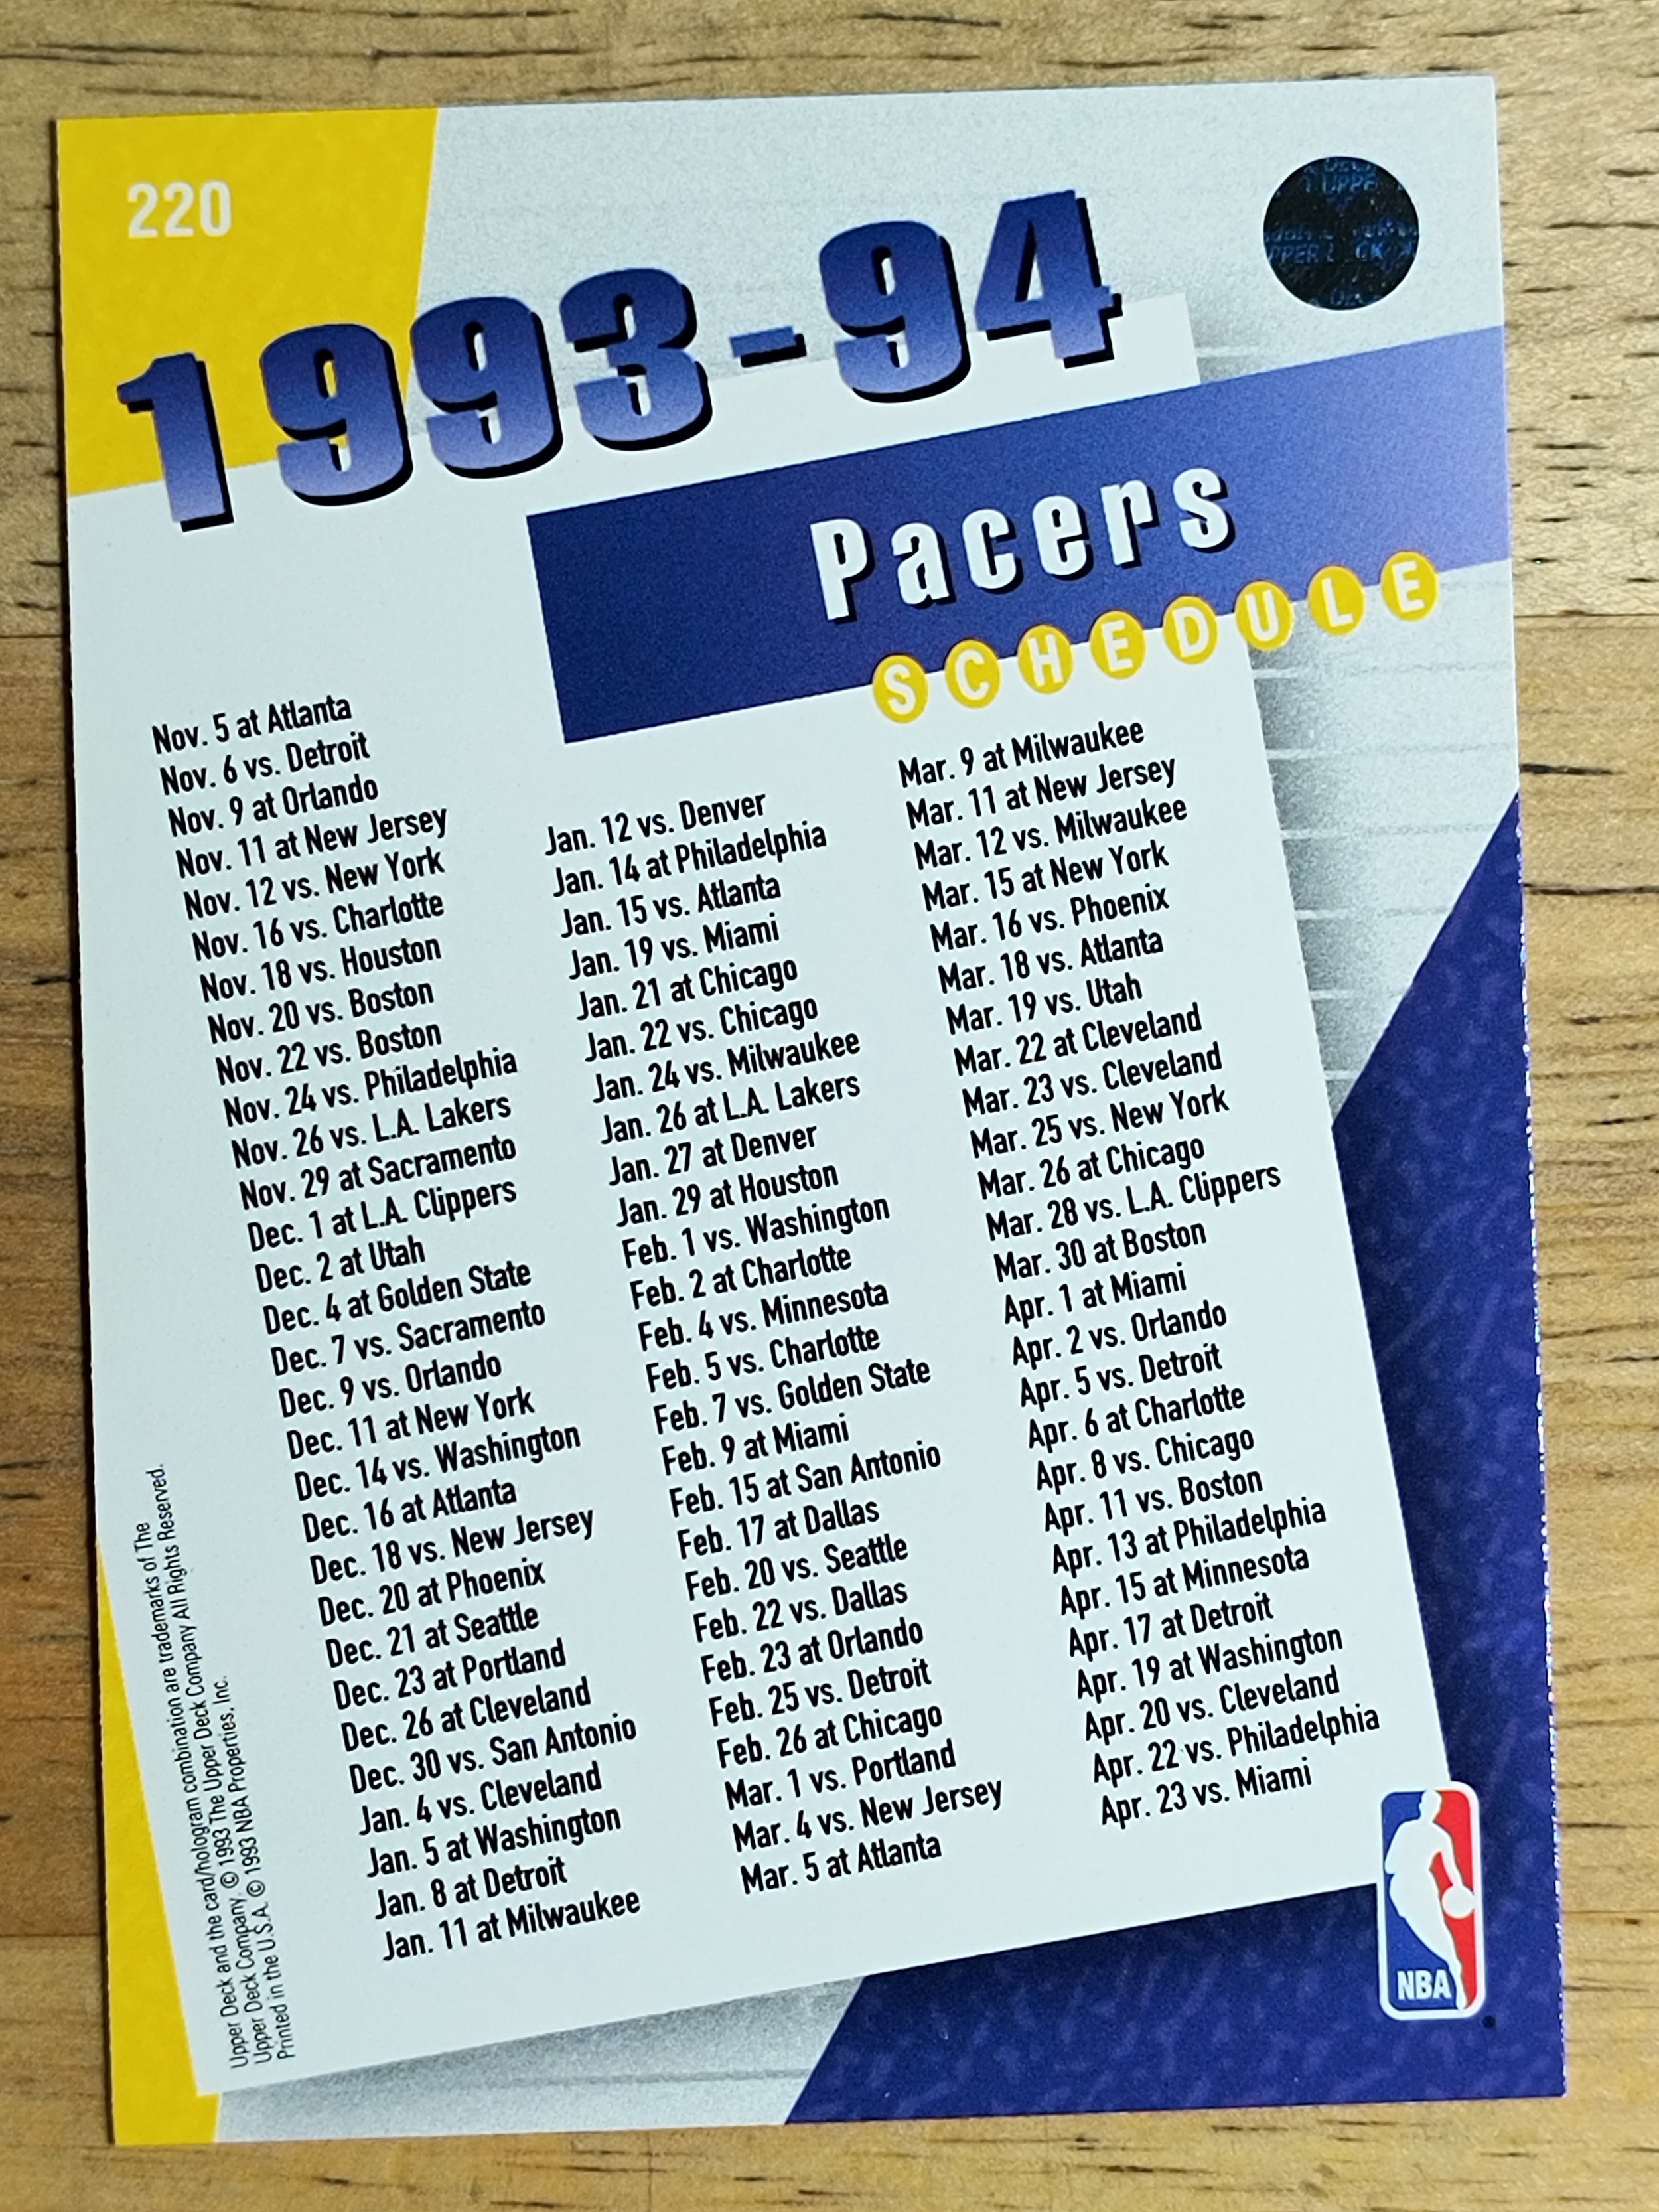 220
1993-94
Pacers
SCHEDULE
Nov. 5 at Atlanta
Nov. 6 vs. Detroit
Nov. 9 at Orlando
Nov. 11 at New Jersey
Nov. 12 vs. New York
Nov. 16 vs. Charlotte
Nov. 18 vs. Houston
Nov. 20 vs. Boston
Nov. 22 vs. Boston
Nov. 24 vs. Philadelphia
Nov. 26 vs. L.A. Lakers
Nov. 29 at Sacramento
Dec. 1 at L.A. Clippers
Dec. 2 at Utah
Dec. 4 at Golden State
Dec. 7 vs. Sacramento
Dec. 9 vs. Orlando
Dec. 11 at New York
Dec. 14 vs. Washington
Dec. 16 at Atlanta
Dec. 18 vs. New Jersey
Dec. 20 at Phoenix
Dec. 21 at Seattle
Dec. 23 at Portland
Dec. 26 at Cleveland
Dec. 30 vs. San Antonio
Jan. 4 vs. Cleveland
Jan. 5 at Washington
Jan. 8 at Detroit
Jan. 11 at Milwaukee
Jan. 12 vs. Denver
Jan. 14 at Philadelphia
Jan. 15 vs. Atlanta
Jan. 19 vs. Miami
Jan. 21 at Chicago
Jan. 22 vs. Chicago
Jan. 24 vs. Milwaukee
Jan. 26 at L.A. Lakers
Jan. 27 at Denver
Jan. 29 at Houston
Feb. 1 vs. Washington
Feb. 2 at Charlotte
Feb. 4 vs. Minnesota
Feb. 5 vs. Charlotte
Feb. 7 vs. Golden State
Feb. 9 at Miami
Feb. 15 at San Antonio
Feb. 17 at Dallas
Feb. 20 vs. Seattle
Feb. 22 vs. Dallas
Feb. 23 at Orlando
Feb. 25 vs. Detroit
Feb. 26 at Chicago
Mar. 1 vs. Portland
Mar. 4 vs. New Jersey
Mar. 5 at Atlanta
Mar. 9 at Milwaukee
Mar. 11 at New Jersey
Mar. 12 vs. Milwaukee
Mar. 15 at New York
Mar. 16 vs. Phoenix
Mar. 18 vs. Atlanta
Mar. 19 vs. Utah
Mar. 22 at Cleveland
Mar. 23 vs. Cleveland
Mar. 25 vs. New York
Mar. 26 at Chicago
Mar. 28 vs. L.A. Clippers
Mar. 30 at Boston
Apr. 1 at Miami
Apr. 2 vs. Orlando
Apr. 5 vs. Detroit
Apr. 6 at Charlotte
Apr. 8 vs. Chicago
Apr. 11 vs. Boston
Apr. 13 at Philadelphia
Apr. 15 at Minnesota
Apr. 17 at Detroit
Apr. 19 at Washington
Apr. 20 vs. Cleveland
Apr. 22 vs. Philadelphia
Apr. 23 vs. Miami
Upper Deck and the card/hologram combination are trademarks of The
Upper Deck Company. © 1993 The Upper Deck Company All Rights Reserved.
Printed in the U.S.A. © 1993 NBA Properties, Inc.
NBA